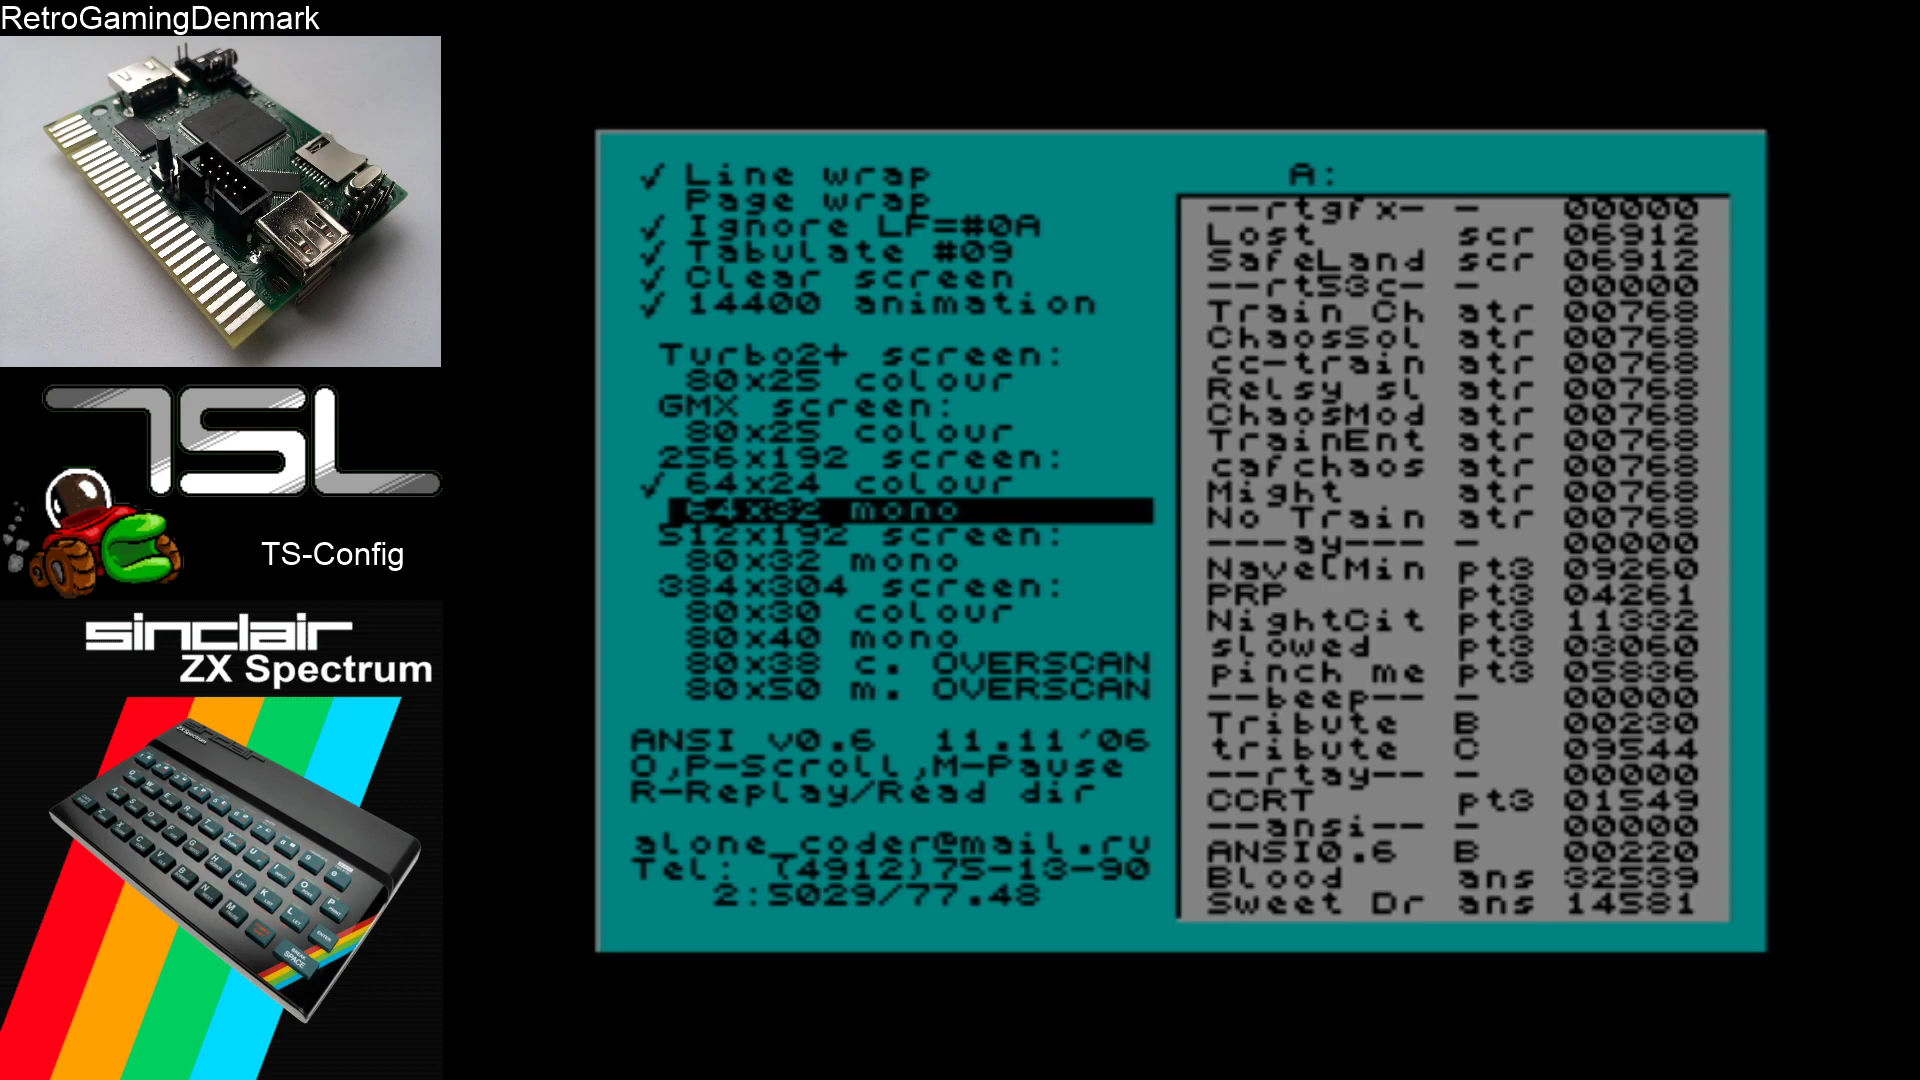 RetroGamingDenmark
TSL
TS-Config
sinclair
ZX Spectrum
✓ Line wrap
Page wrap
✓ Ignore LF=#0A
✓ Tabulate #09
✓ Clear screen
✓ 14400 animation
Turbo2+ screen:
80x25 colour
GMX screen:
80x25 colour
256x192 screen:
✓ 64x24 colour
64x32 mono
512x192 screen:
80x32 mono
384x304 screen:
80x30 colour
80x40 mono
80x38 c. OVERSCAN
80x50 m. OVERSCAN
ANSI v0.6 11.11'06
O,P-Scroll,M-Pause
R-Replay/Read dir
alone_coder@mail.ru
Tel: (4912)75-13-90
2:5029/77.48
A:
--rtgfx- - 00000
Lost scr 06912
SafeLand scr 06912
--rtS3c- - 00000
Train Ch atr 00768
ChaosSol atr 00768
cc-train atr 00768
Relsy sl atr 00768
ChaosMod atr 00768
TrainEnt atr 00768
cafchaos atr 00768
Might atr 00768
No Train atr 00768
---ay--- - 00000
NavelMin pt3 09260
PRP pt3 04261
NightCit pt3 11332
slowed pt3 03060
pinch me pt3 05836
--beep-- - 00000
Tribute B 00230
tribute C 09544
--rtay-- - 00000
CCRT pt3 01549
--ansi-- - 00000
ANSI0.6 B 00220
Blood ans 32539
Sweet Dr ans 14581